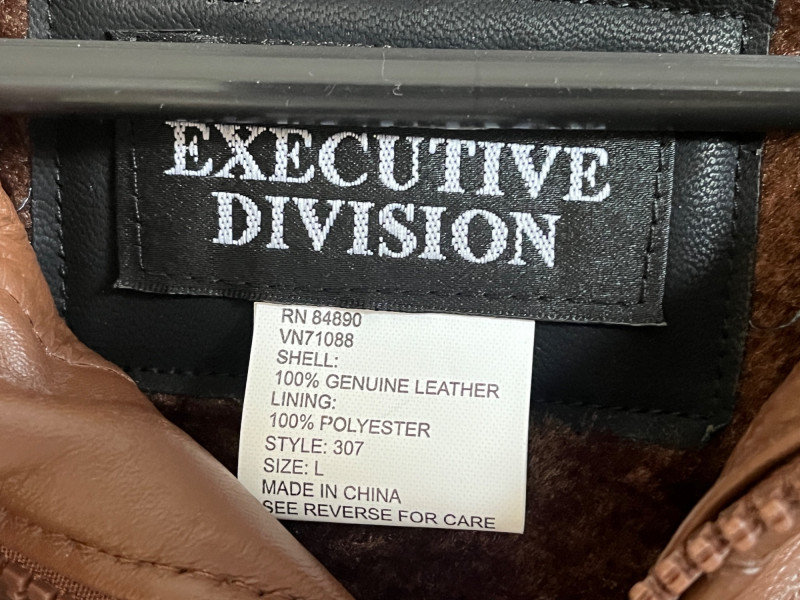 EXECUTIVE
DIVISION
RN 84890
VN71088
SHELL:
100% GENUINE LEATHER
LINING:
100% POLYESTER
STYLE: 307
SIZE: L
MADE IN CHINA
SEE REVERSE FOR CARE